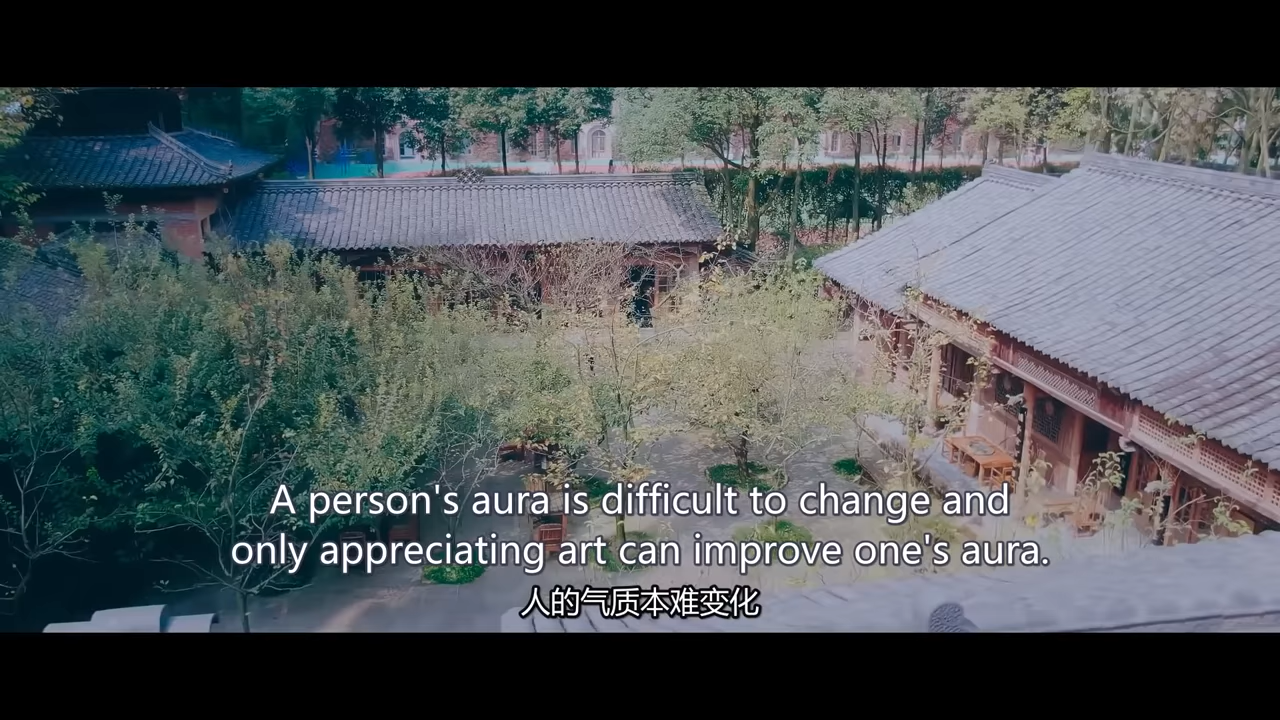 A person's aura is difficult to change and
only appreciating art can improve one's aura.
人的气质本难变化